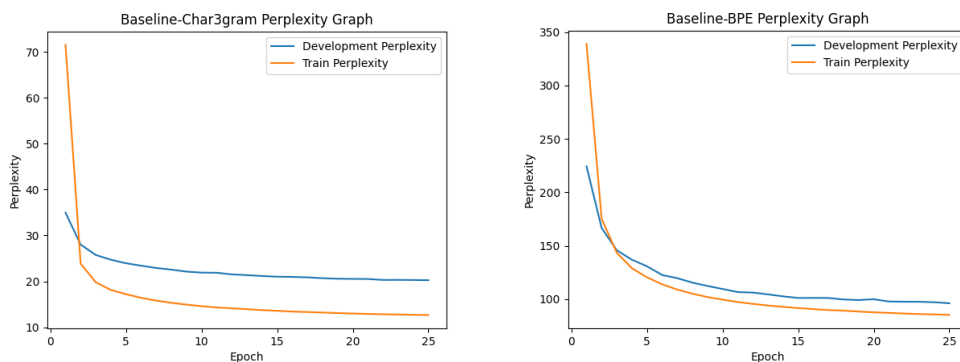 Baseline-Char3gram Perplexity Graph
Development Perplexity
Train Perplexity
70
60
50
40
30
20
10
Perplexity
0
5
10
15
20
25
Epoch
Baseline-BPE Perplexity Graph
Development Perplexity
Train Perplexity
350
300
250
200
150
100
Perplexity
0
5
10
15
20
25
Epoch